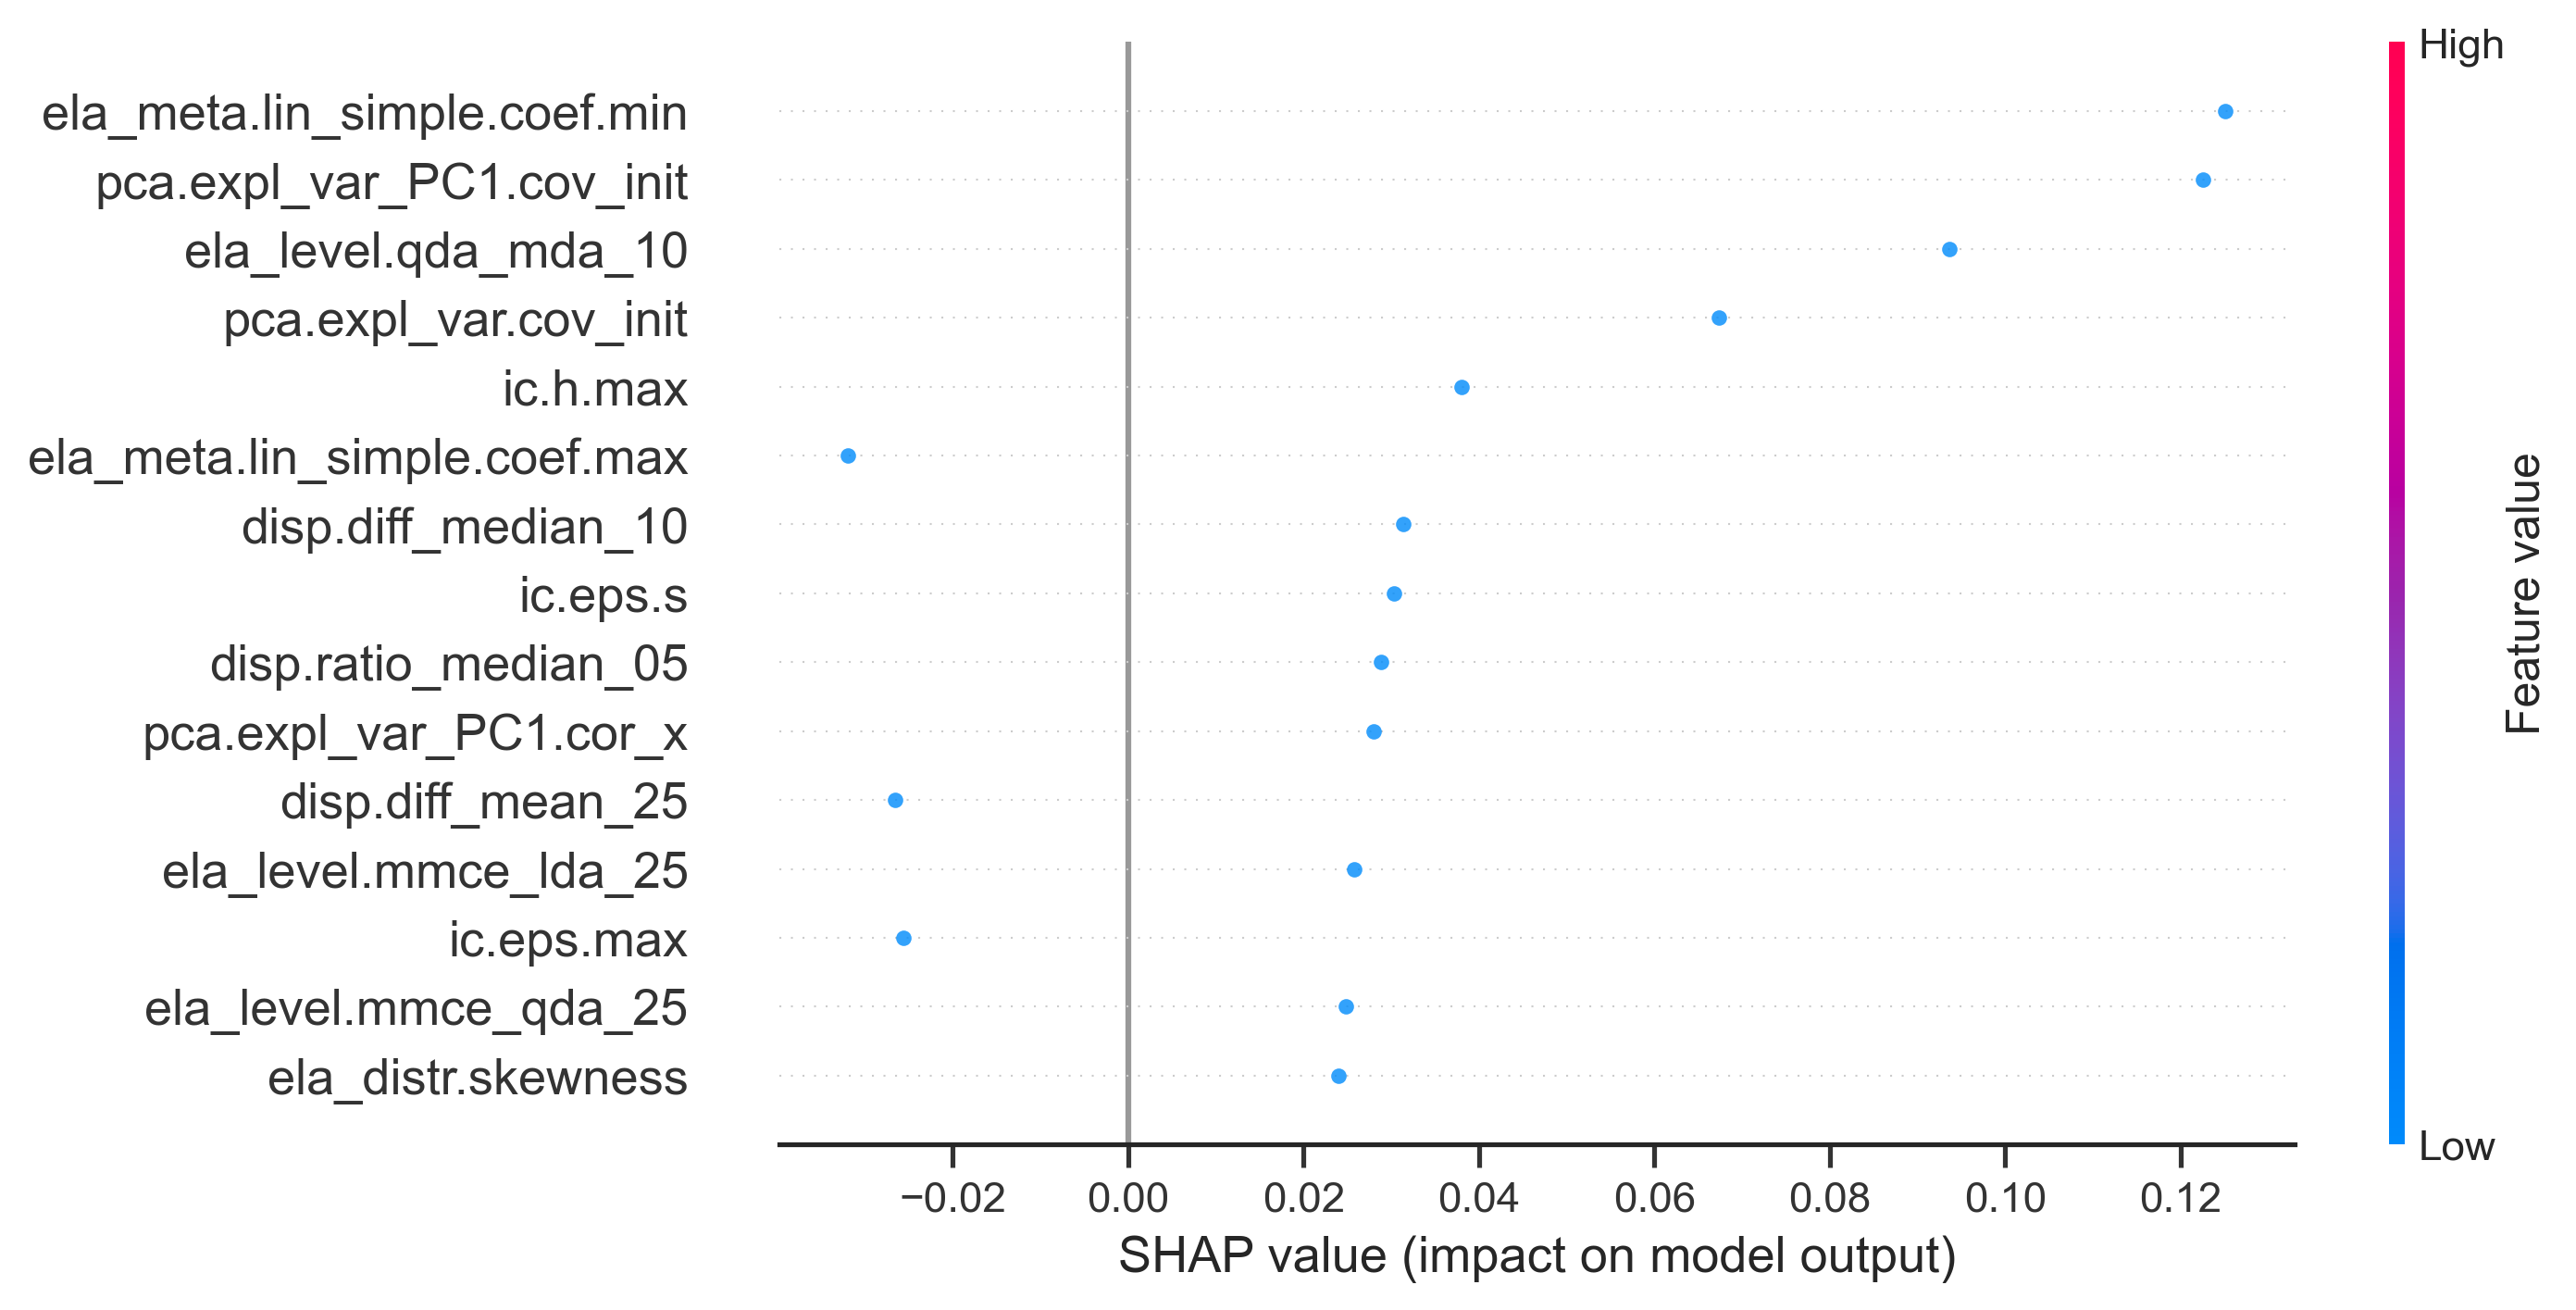 High
ela_meta.lin_simple.coef.min
pca.expl_var_PC1.cov_init
ela_level.qda_mda_10
pca.expl_var.cov_init
ic.h.max
ela_meta.lin_simple.coef.max
disp.diff_median_10
ic.eps.s
disp.ratio_median_05
pca.expl_var_PC1.cor_x
disp.diff_mean_25
ela_level.mmce_lda_25
ic.eps.max
ela_level.mmce_qda_25
ela_distr.skewness
Feature value
Low
−0.02 0.00 0.02 0.04 0.06 0.08 0.10 0.12
SHAP value (impact on model output)